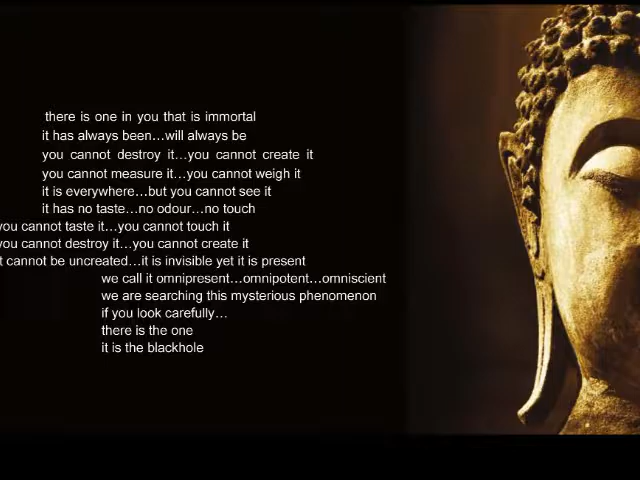 there is one in you that is immortal
it has always been...will always be
you cannot destroy it...you cannot create it
you cannot measure it...you cannot weigh it
it is everywhere...but you cannot see it
it has no taste...no odour...no touch
you cannot taste it...you cannot touch it
you cannot destroy it...you cannot create it
t cannot be uncreated...it is invisible yet it is present
we call it omnipresent...omnipotent...omniscient
we are searching this mysterious phenomenon
if you look carefully...
there is the one
it is the blackhole